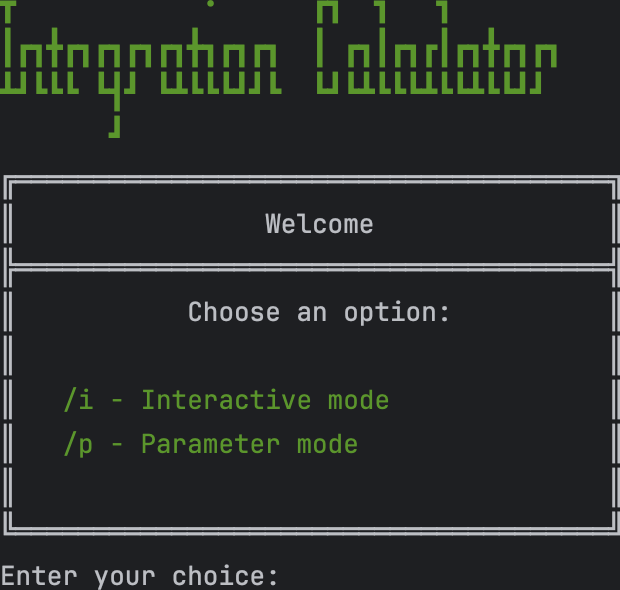 Integration Calculator
Welcome
Choose an option:
/i - Interactive mode
/p - Parameter mode
Enter your choice: